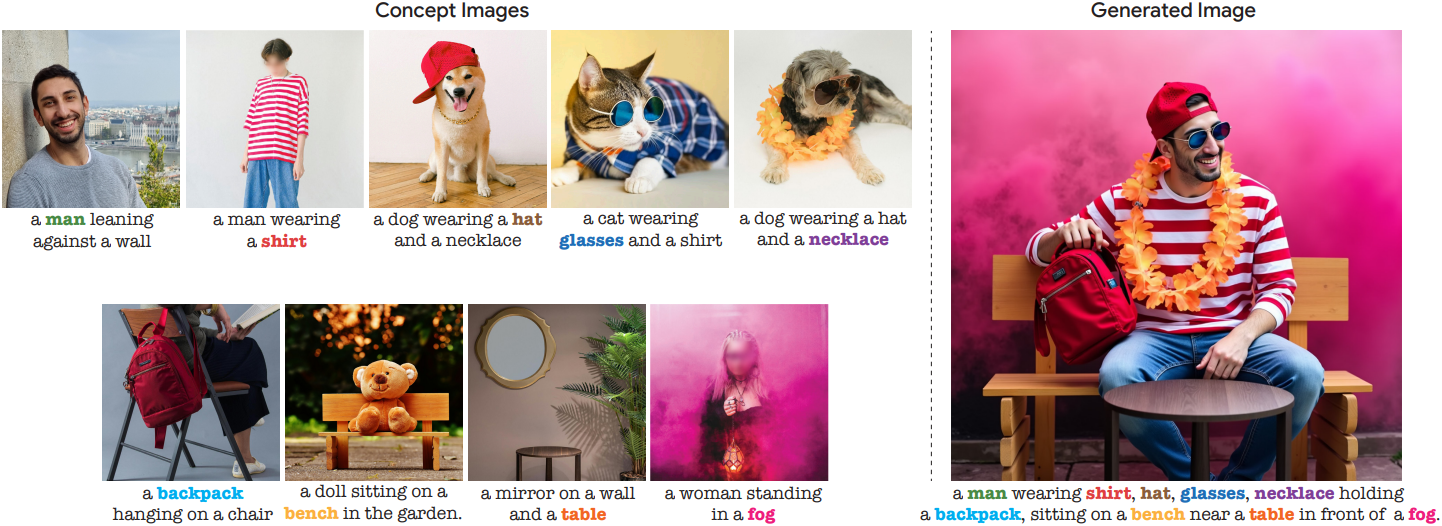 Concept Images
Generated Image
a man leaning
against a wall
a man wearing
a shirt
a dog wearing a hat
and a necklace
a cat wearing
glasses and a shirt
a dog wearing a hat
and a necklace
a backpack
hanging on a chair
a doll sitting on a
bench in the garden.
a mirror on a wall
and a table
a woman standing
in a fog
a man wearing shirt, hat, glasses, necklace holding
a backpack, sitting on a bench near a table in front of a fog.